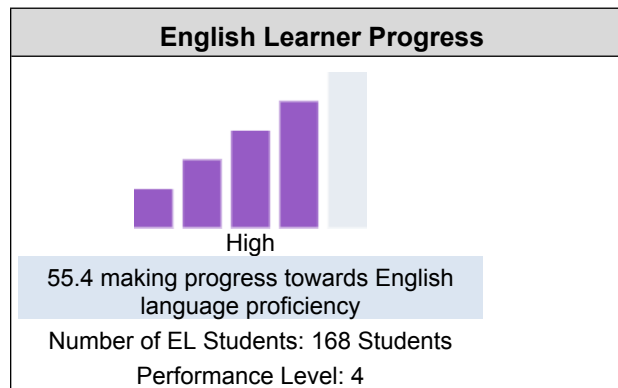 English Learner Progress
High
55.4 making progress towards English
language proficiency
Number of EL Students: 168 Students
Performance Level: 4